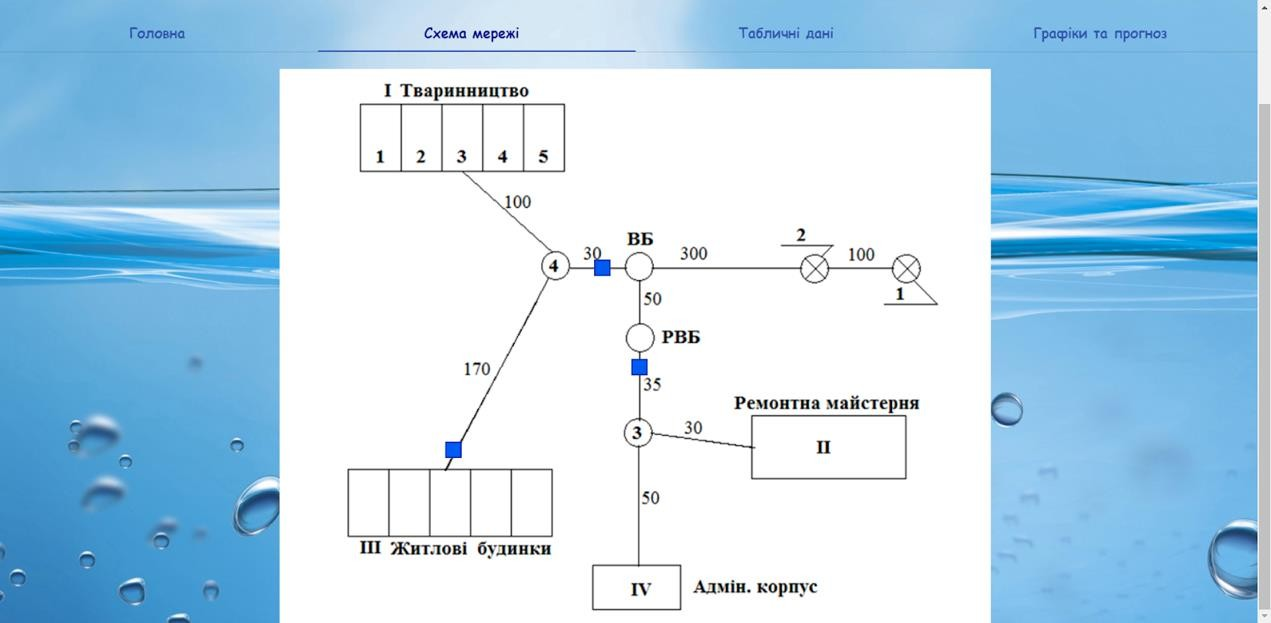 Головна Схема мережі Табличні дані Графіки та прогноз
I Тваринництво
1 2 3 4 5
100
ВБ
2
4 30 300 100
1
50
РВБ
170
35
Ремонтна майстерня
3 30
II
50
III Житлові будинки
IV Адмін. корпус